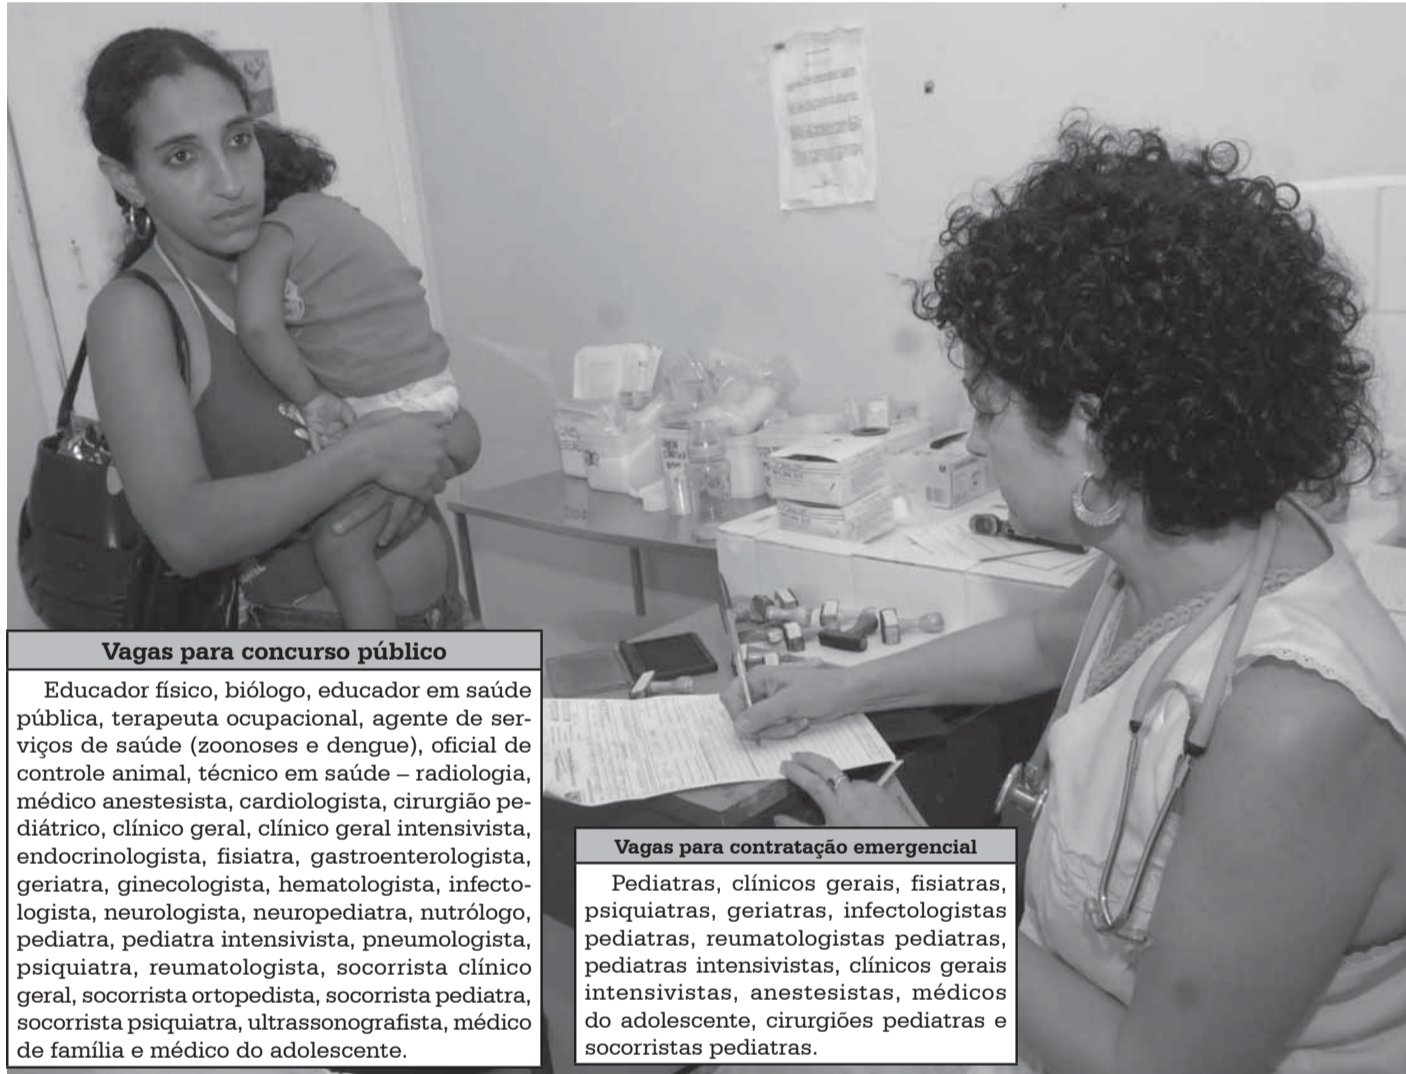 Vagas para concurso público
Educador físico, biólogo, educador em saúde
pública, terapeuta ocupacional, agente de ser-
viços de saúde (zoonoses e dengue), oficial de
controle animal, técnico em saúde – radiologia,
médico anestesista, cardiologista, cirurgião pe-
diátrico, clínico geral, clínico geral intensivista,
endocrinologista, fisiatra, gastroenterologista,
geriatra, ginecologista, hematologista, infecto-
logista, neurologista, neuropediatra, nutrólogo,
pediatra, pediatra intensivista, pneumologista,
psiquiatra, reumatologista, socorrista clínico
geral, socorrista ortopedista, socorrista pediatra,
socorrista psiquiatra, ultrassonografista, médico
de família e médico do adolescente.
Vagas para contratação emergencial
Pediatras, clínicos gerais, fisiatras,
psiquiatras, geriatras, infectologistas
pediatras, reumatologistas pediatras,
pediatras intensivistas, clínicos gerais
intensivistas, anestesistas, médicos
do adolescente, cirurgiões pediatras e
socorristas pediatras.